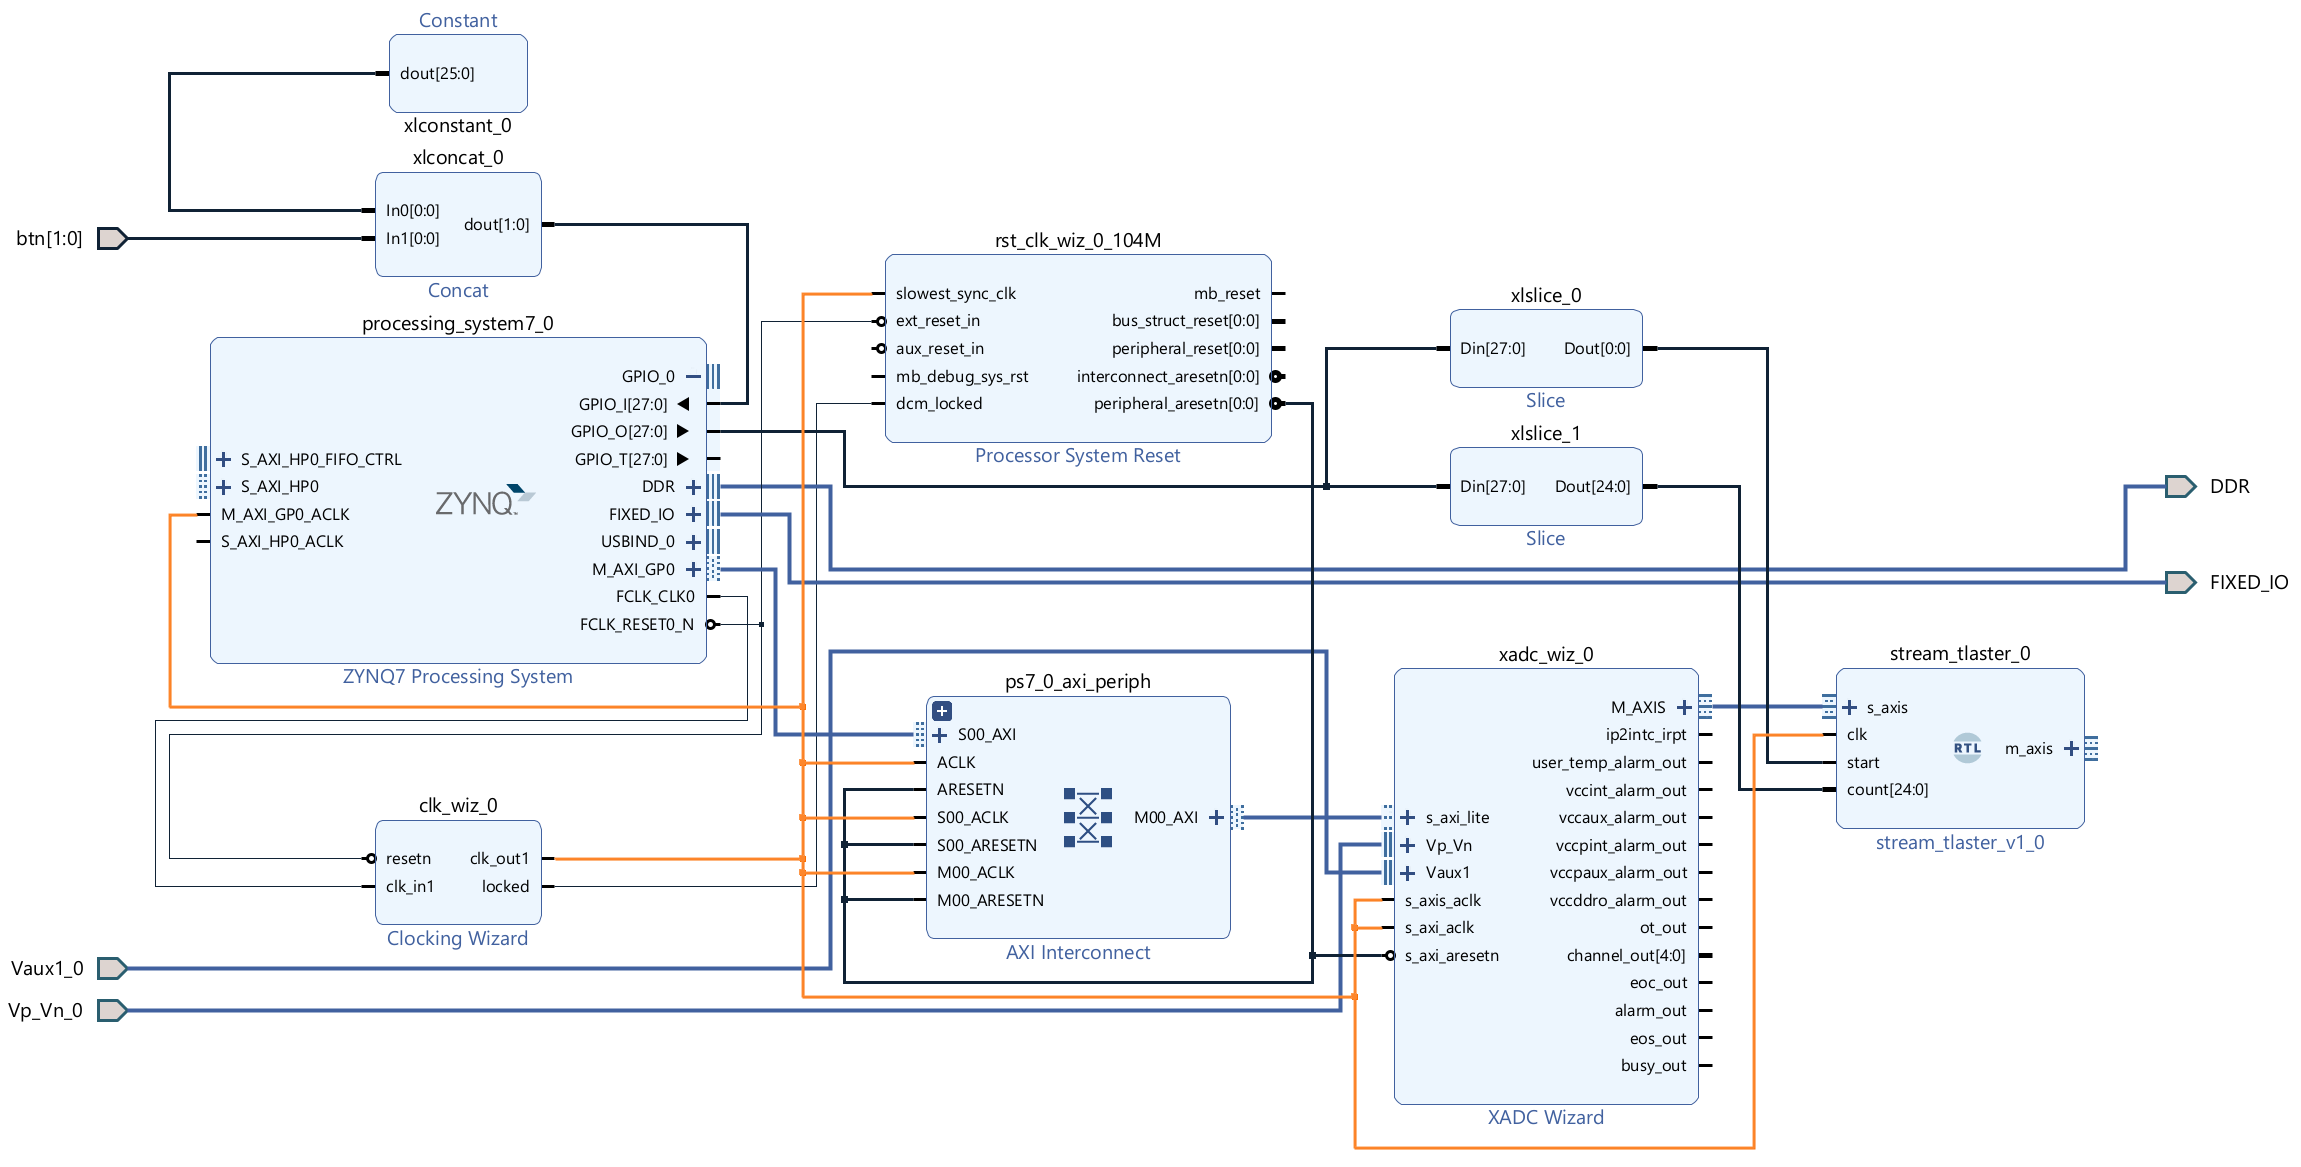 Constant
dout[25:0]
xlconstant_0
xlconcat_0
In0[0:0]
dout[1:0]
In1[0:0]
btn[1:0]
Concat
processing_system7_0
GPIO_0
GPIO_I[27:0]
GPIO_O[27:0]
S_AXI_HP0_FIFO_CTRL
GPIO_T[27:0]
S_AXI_HP0
DDR
M_AXI_GP0_ACLK
ZYNQ
FIXED_IO
S_AXI_HP0_ACLK
USBIND_0
M_AXI_GP0
FCLK_CLK0
FCLK_RESET0_N
ZYNQ7 Processing System
rst_clk_wiz_0_104M
slowest_sync_clk
mb_reset
ext_reset_in
bus_struct_reset[0:0]
aux_reset_in
peripheral_reset[0:0]
mb_debug_sys_rst
interconnect_aresetn[0:0]
dcm_locked
peripheral_aresetn[0:0]
Processor System Reset
xlslice_0
Din[27:0]
Dout[0:0]
Slice
xlslice_1
Din[27:0]
Dout[24:0]
Slice
DDR
FIXED_IO
clk_wiz_0
resetn
clk_out1
clk_in1
locked
Clocking Wizard
Vaux1_0
Vp_Vn_0
ps7_0_axi_periph
S00_AXI
ACLK
ARESETN
S00_ACLK
M00_AXI
S00_ARESETN
M00_ACLK
M00_ARESETN
AXI Interconnect
xadc_wiz_0
M_AXIS
ip2intc_irpt
user_temp_alarm_out
vccint_alarm_out
s_axi_lite
vccaux_alarm_out
Vp_Vn
vccpint_alarm_out
Vaux1
vccpaux_alarm_out
s_axis_aclk
vccddro_alarm_out
s_axi_aclk
ot_out
s_axi_aresetn
channel_out[4:0]
eoc_out
alarm_out
eos_out
busy_out
XADC Wizard
stream_tlaster_0
s_axis
clk
RTL
m_axis
start
count[24:0]
stream_tlaster_v1_0